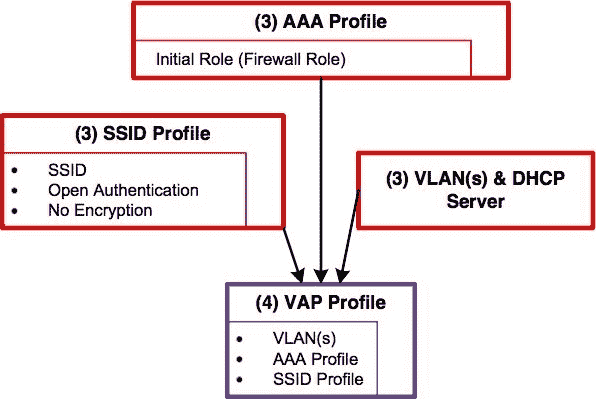 (3) AAA Profile
Initial Role (Firewall Role)
(3) SSID Profile
• SSID
• Open Authentication
• No Encryption
(3) VLAN(s) & DHCP
Server
(4) VAP Profile
• VLAN(s)
• AAA Profile
• SSID Profile